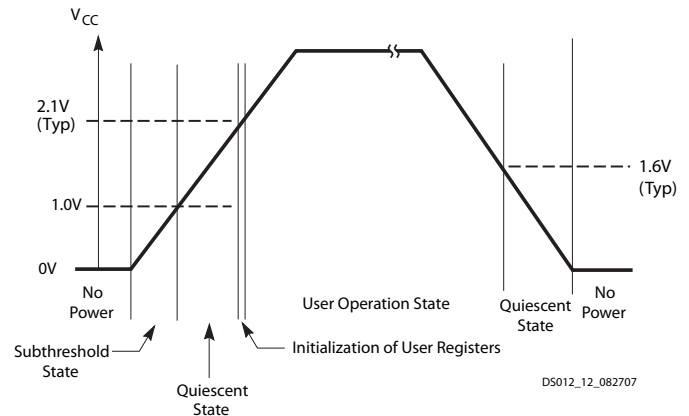 V CC
2.1V
(Typ)
1.0V
0V
1.6V
(Typ)
No
Power
User Operation State
Quiescent
State
No
Power
Subthreshold
State
Initialization of User Registers
Quiescent
State
DS012_12_082707